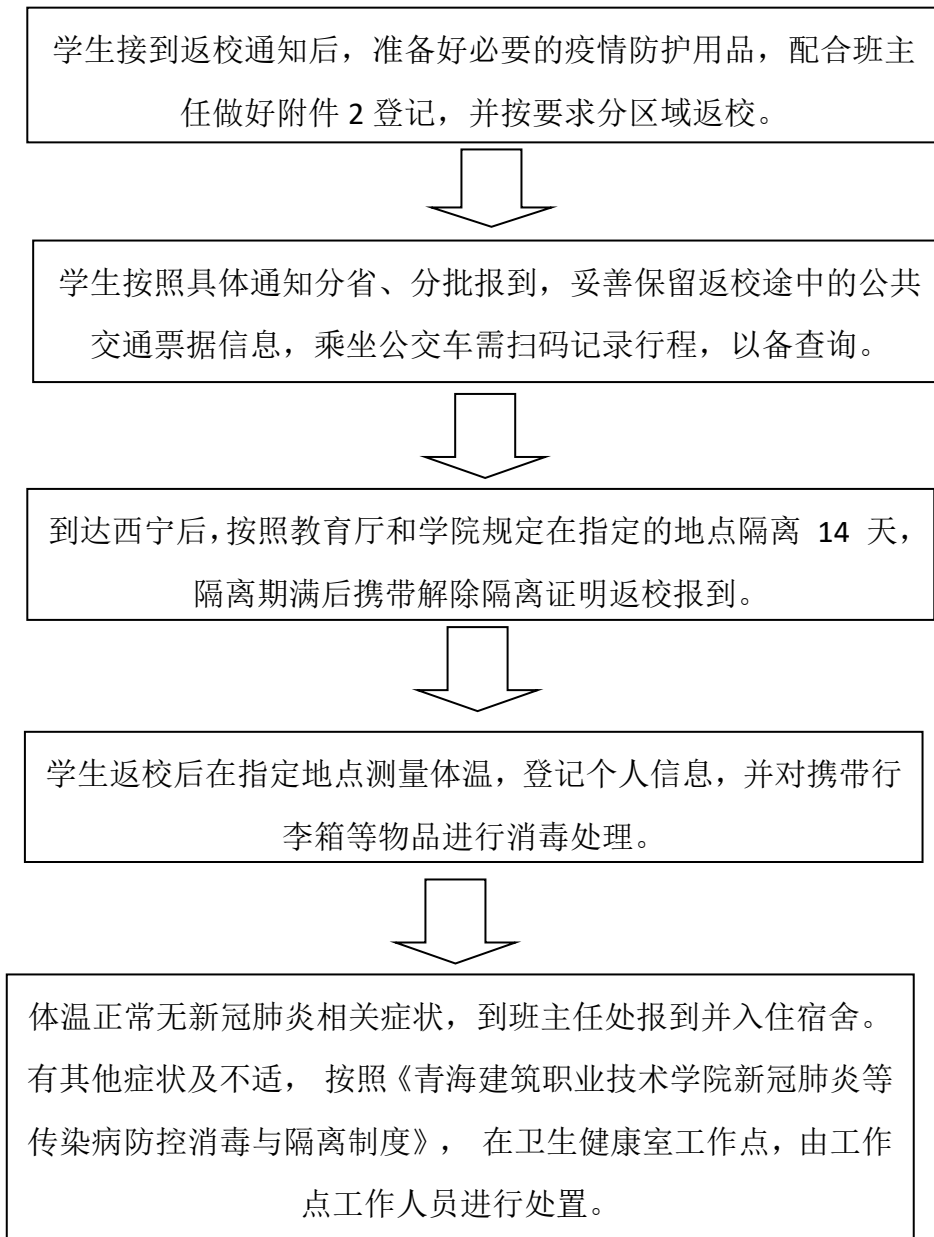 学生接到返校通知后，准备好必要的疫情防护用品，配合班主
任做好附件 2 登记，并按要求分区域返校。
学生按照具体通知分省、分批报到，妥善保留返校途中的公共
交通票据信息，乘坐公交车需扫码记录行程，以备查询。
到达西宁后，按照教育厅和学院规定在指定的地点隔离 14 天，
隔离期满后携带解除隔离证明返校报到。
学生返校后在指定地点测量体温，登记个人信息，并对携带行
李箱等物品进行消毒处理。
体温正常无新冠肺炎相关症状，到班主任处报到并入住宿舍。
有其他症状及不适， 按照《青海建筑职业技术学院新冠肺炎等
传染病防控消毒与隔离制度》， 在卫生健康室工作点，由工作
点工作人员进行处置。